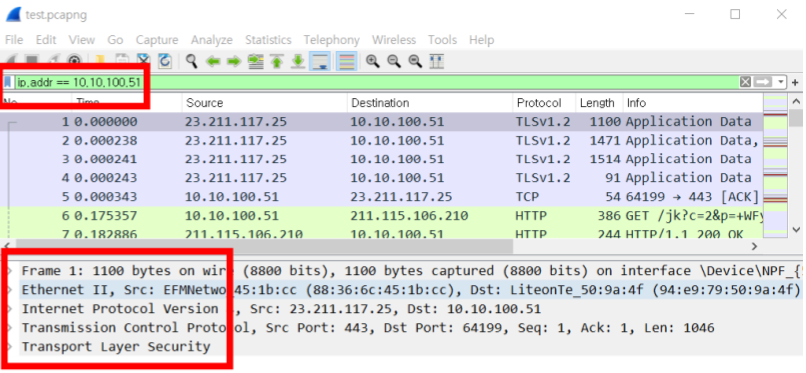 test.pcapng
File Edit View Go Capture Analyze Statistics Telephony Wireless Tools Help
ip.addr == 10.10.100.51
No. Time Source Destination Protocol Length Info
1 0.000000 23.211.117.25 10.10.100.51 TLSv1.2 1100 Application Data
2 0.000238 23.211.117.25 10.10.100.51 TLSv1.2 1471 Application Data,
3 0.000241 23.211.117.25 10.10.100.51 TLSv1.2 1514 Application Data
4 0.000243 23.211.117.25 10.10.100.51 TLSv1.2 91 Application Data
5 0.000343 10.10.100.51 23.211.117.25 TCP 54 64199 → 443 [ACK]
6 0.175357 10.10.100.51 211.115.106.210 HTTP 386 GET /jk?c=2&p=+WFy
7 0.182886 211.115.106.210 10.10.100.51 HTTP 244 HTTP/1.1 200 OK
Frame 1: 1100 bytes on wire (8800 bits), 1100 bytes captured (8800 bits) on interface \Device\NPF_{
Ethernet II, Src: EFMNetwo_45:1b:cc (88:36:6c:45:1b:cc), Dst: LiteonTe_50:9a:4f (94:e9:79:50:9a:4f)
Internet Protocol Version , Src: 23.211.117.25, Dst: 10.10.100.51
Transmission Control Protocol, Src Port: 443, Dst Port: 64199, Seq: 1, Ack: 1, Len: 1046
Transport Layer Security